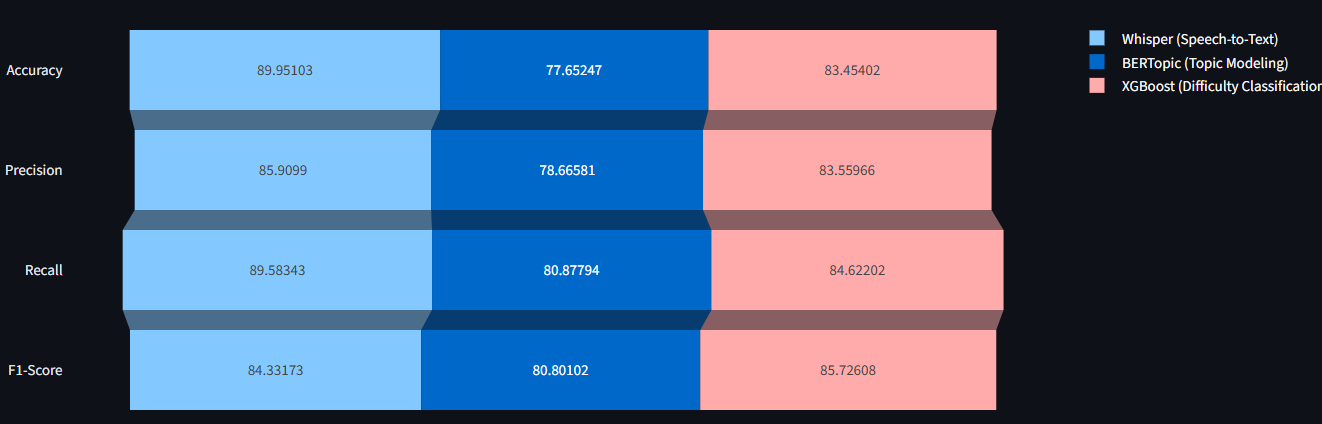 Accuracy 89.95103 77.65247 83.45402
Precision 85.9099 78.66581 83.55966
Recall 89.58343 80.87794 84.62202
F1-Score 84.33173 80.80102 85.72608
Whisper (Speech-to-Text)
BERTopic (Topic Modeling)
XGBoost (Difficulty Classification